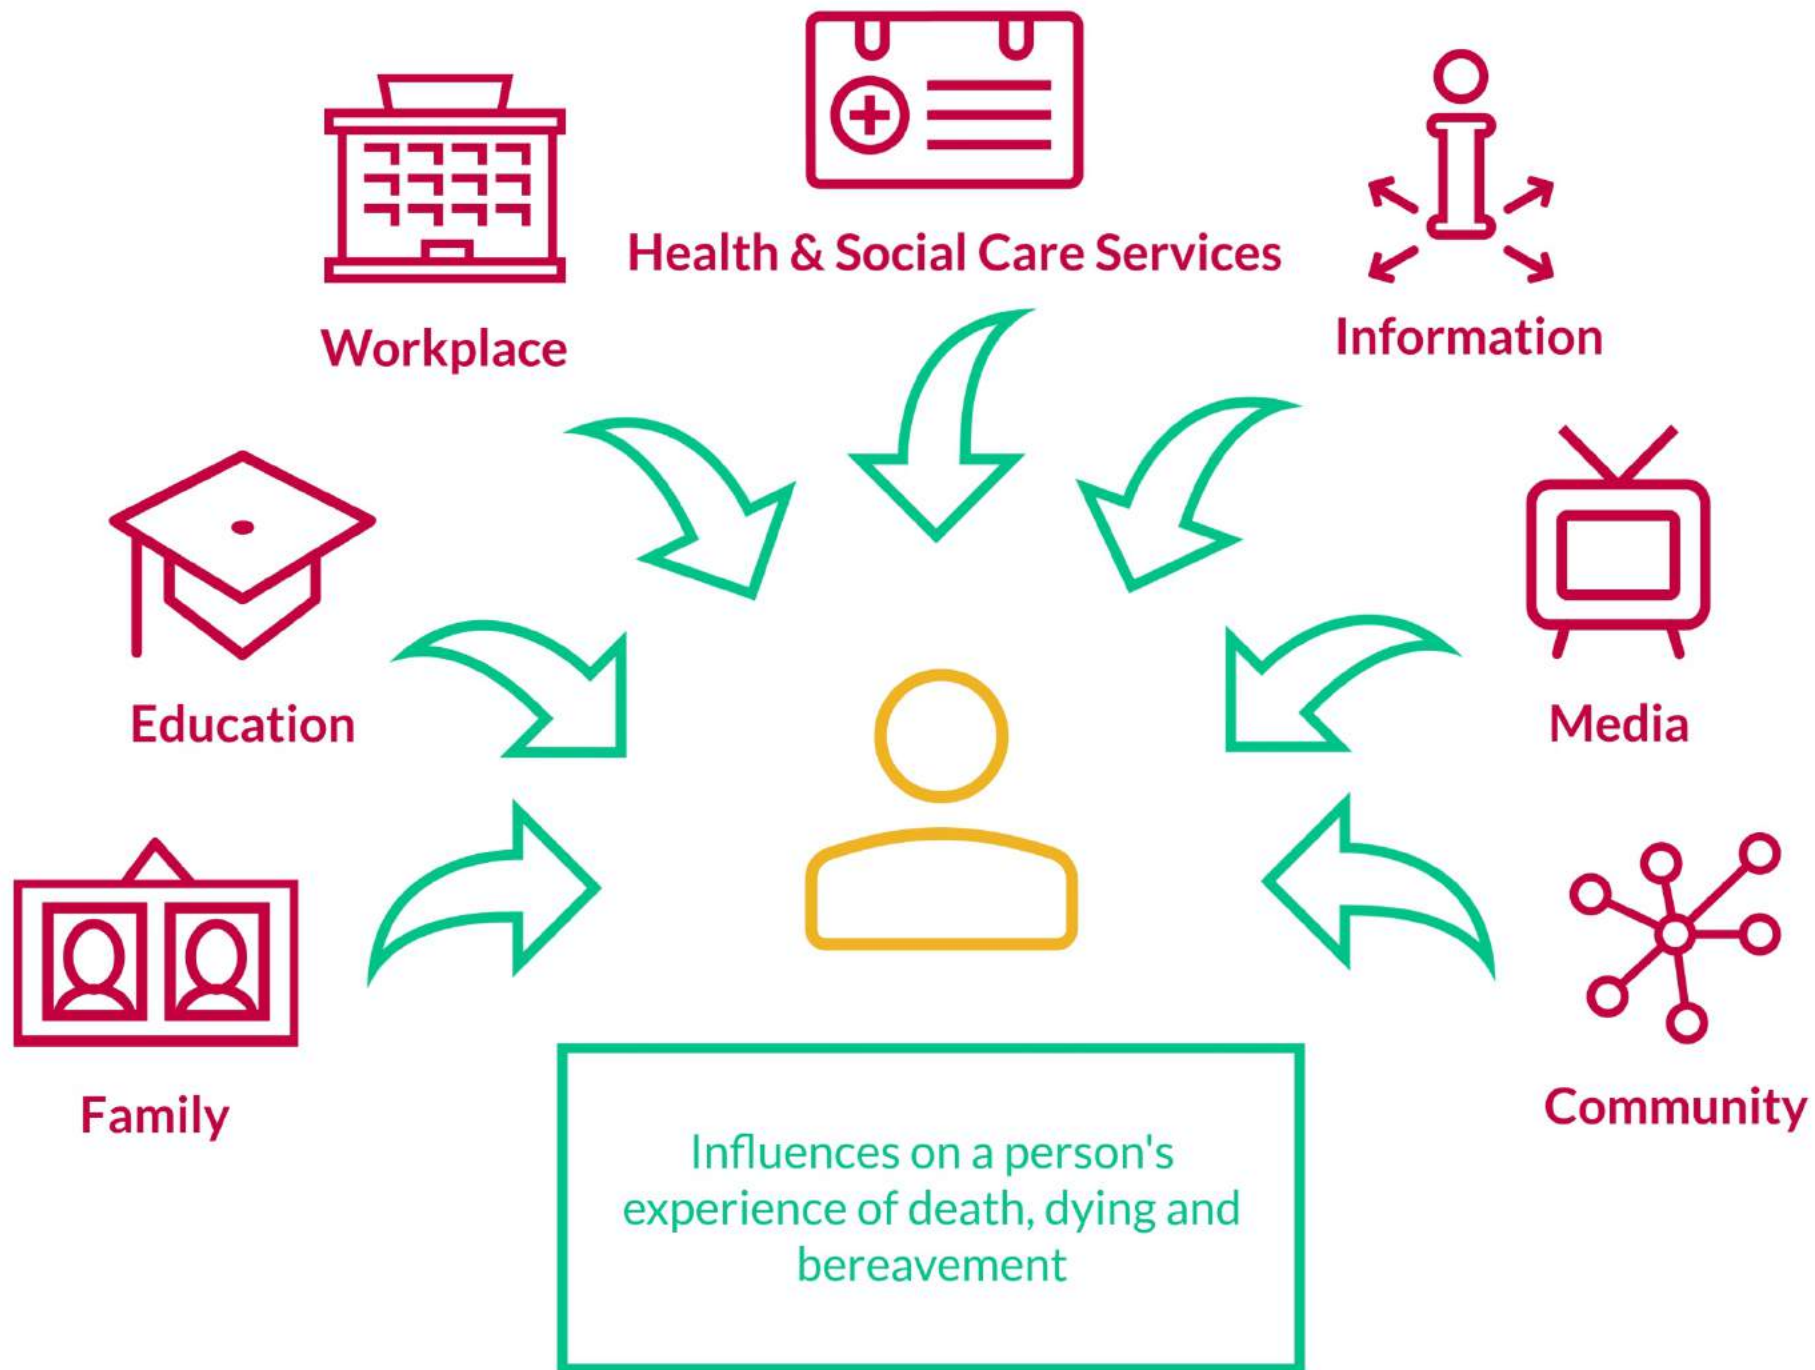 Health & Social Care Services
Workplace
Information
Education
Media
Family
Community
Influences on a person's
experience of death, dying and
bereavement